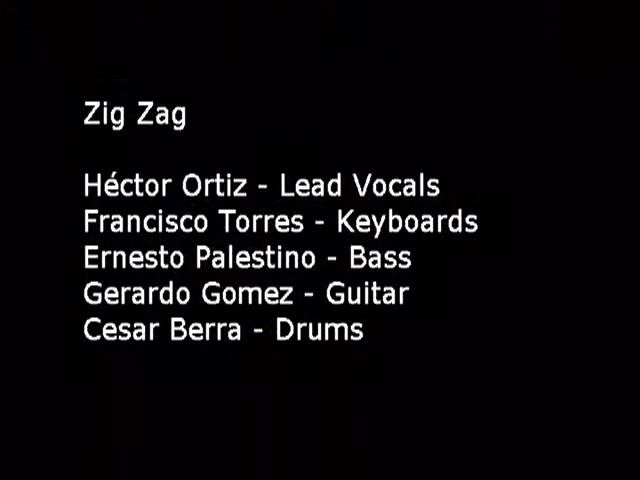 Zig Zag
Héctor Ortiz - Lead Vocals
Francisco Torres - Keyboards
Ernesto Palestino - Bass
Gerardo Gomez - Guitar
Cesar Berra - Drums